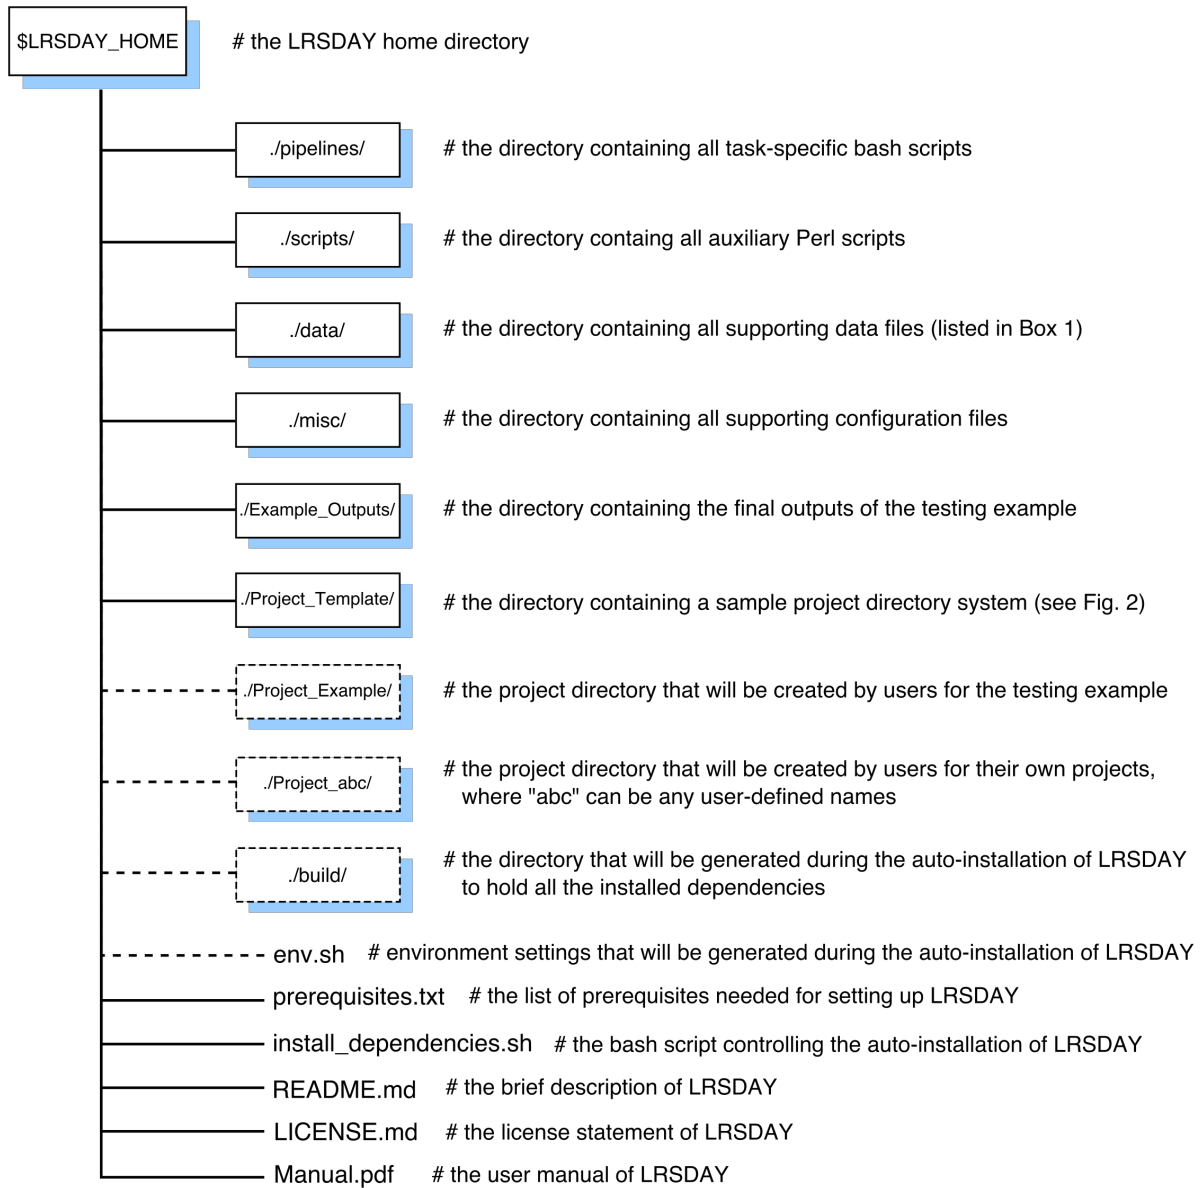 $LRSDAY_HOME # the LRSDAY home directory
./pipelines/ # the directory containing all task-specific bash scripts
./scripts/ # the directory containg all auxiliary Perl scripts
./data/ # the directory containing all supporting data files (listed in Box 1)
./misc/ # the directory containing all supporting configuration files
./Example_Outputs/ # the directory containing the final outputs of the testing example
./Project_Template/ # the directory containing a sample project directory system (see Fig. 2)
./Project_Example/ # the project directory that will be created by users for the testing example
./Project_abc/ # the project directory that will be created by users for their own projects,
where "abc" can be any user-defined names
./build/ # the directory that will be generated during the auto-installation of LRSDAY
to hold all the installed dependencies
env.sh # environment settings that will be generated during the auto-installation of LRSDAY
prerequisites.txt # the list of prerequisites needed for setting up LRSDAY
install_dependencies.sh # the bash script controlling the auto-installation of LRSDAY
README.md # the brief description of LRSDAY
LICENSE.md # the license statement of LRSDAY
Manual.pdf # the user manual of LRSDAY